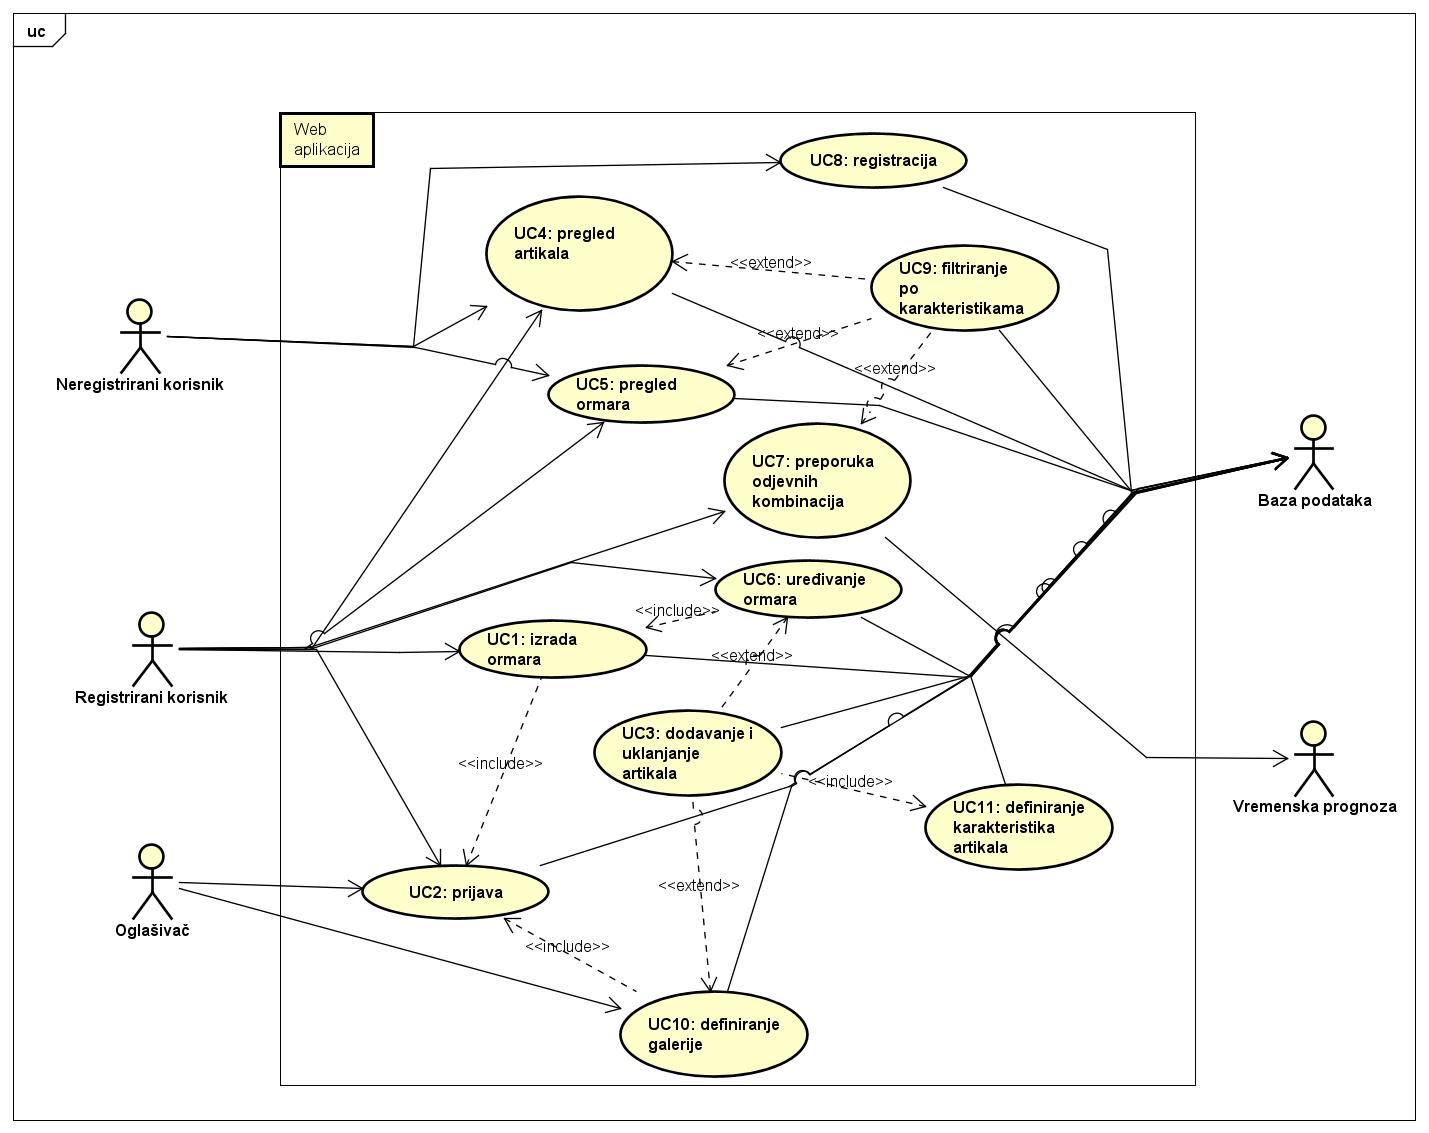 uc
Web
aplikacija
UC8: registracija
UC4: pregled
artikala
<<extend>>
UC9: filtriranje
po
karakteristikama
Neregistrirani korisnik
<<extend>>
<<extend>>
UC5: pregled
ormara
UC7: preporuka
odjevnih
kombinacija
Baza podataka
UC6: uređivanje
ormara
<<include>>
UC1: izrada
ormara
<<extend>>
Registrirani korisnik
UC3: dodavanje i
uklanjanje
artikala
<<include>>
<<include>>
UC11: definiranje
karakteristika
artikala
Vremenska prognoza
UC2: prijava
<<extend>>
Oglašivač
<<include>>
UC10: definiranje
galerije